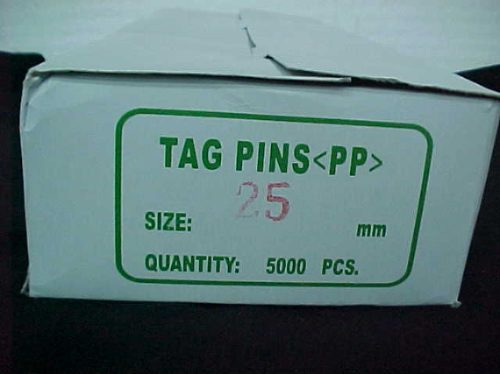 TAG PINS<PP>
SIZE: 25 mm
QUANTITY: 5000 PCS.